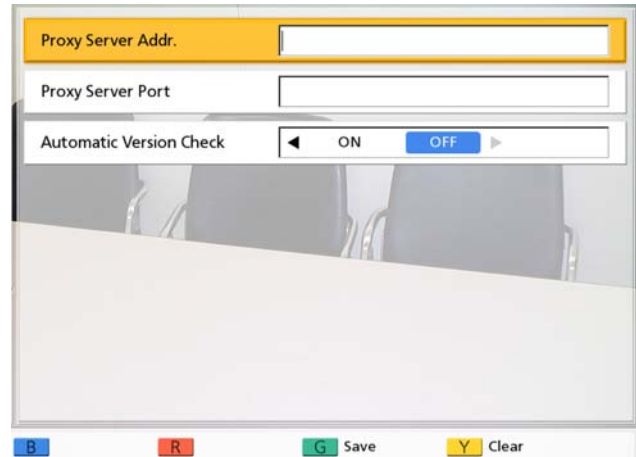 Proxy Server Addr.
Proxy Server Port
Automatic Version Check ON OFF
B R G Save Y Clear